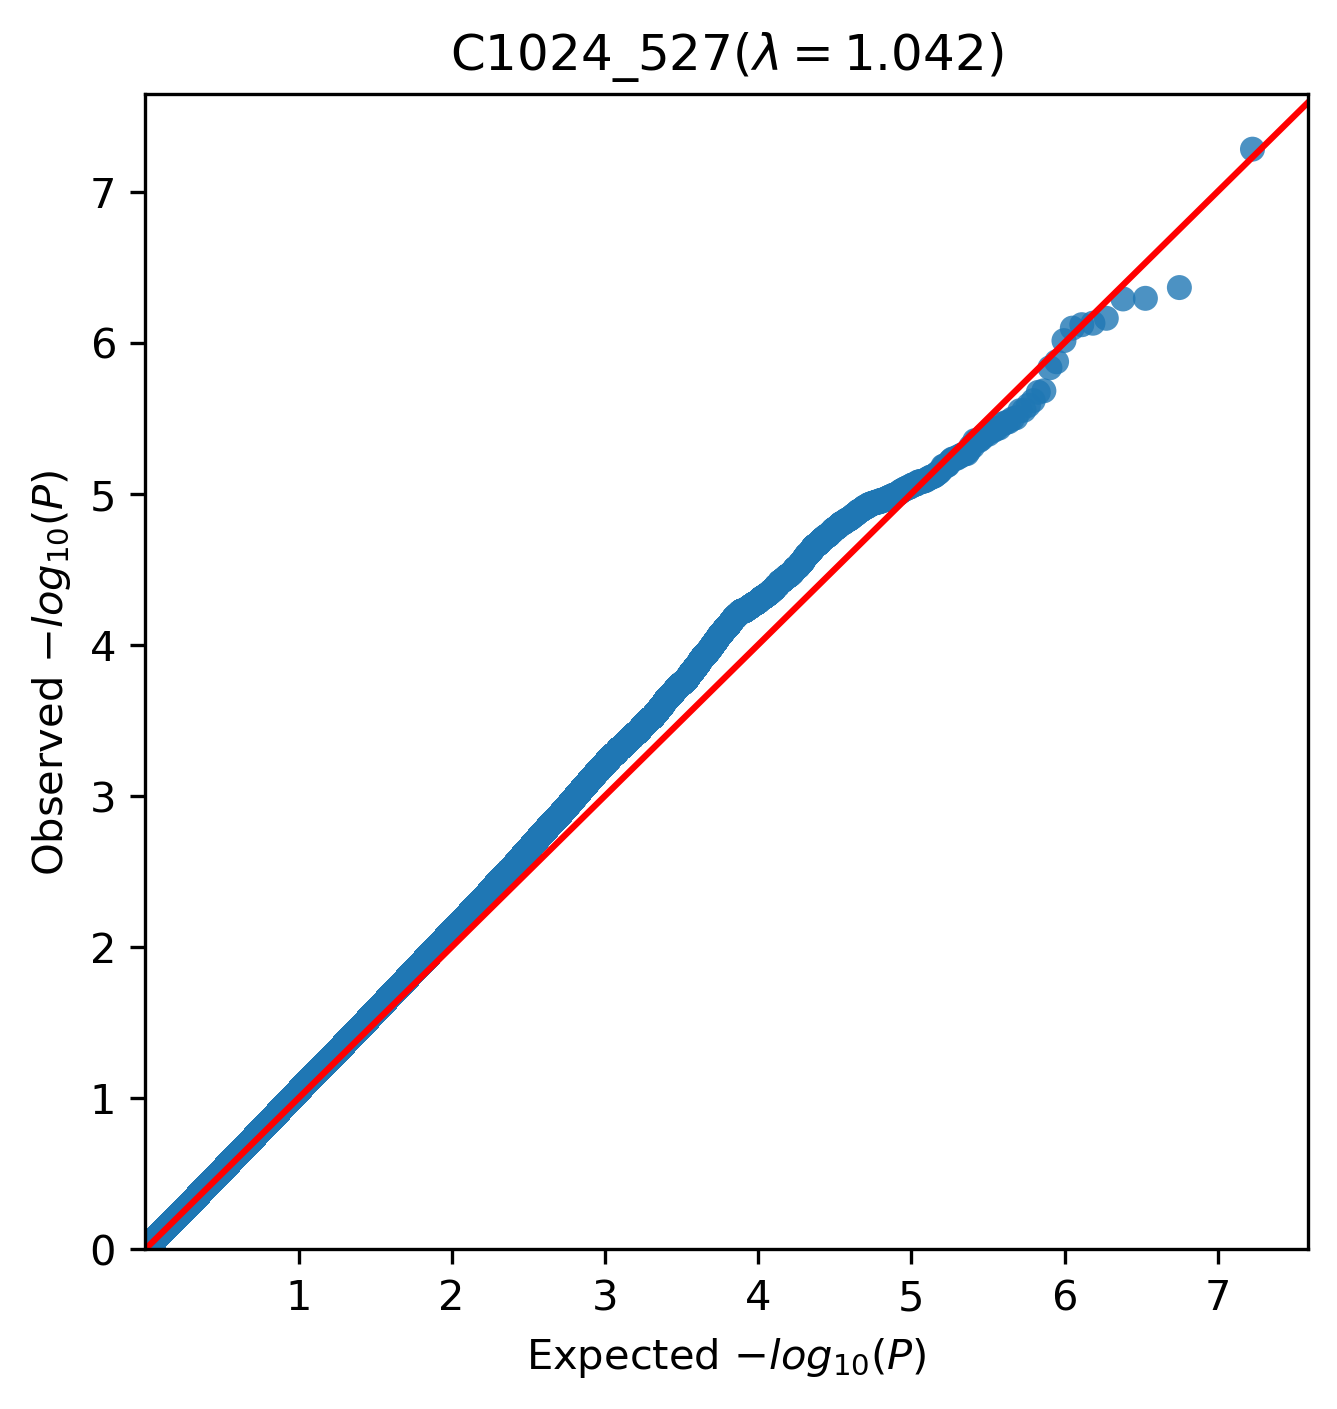 C1024_527(λ = 1.042)
Observed −log₁₀(P)
7
6
5
4
3
2
1
0
1 2 3 4 5 6 7
Expected −log₁₀(P)